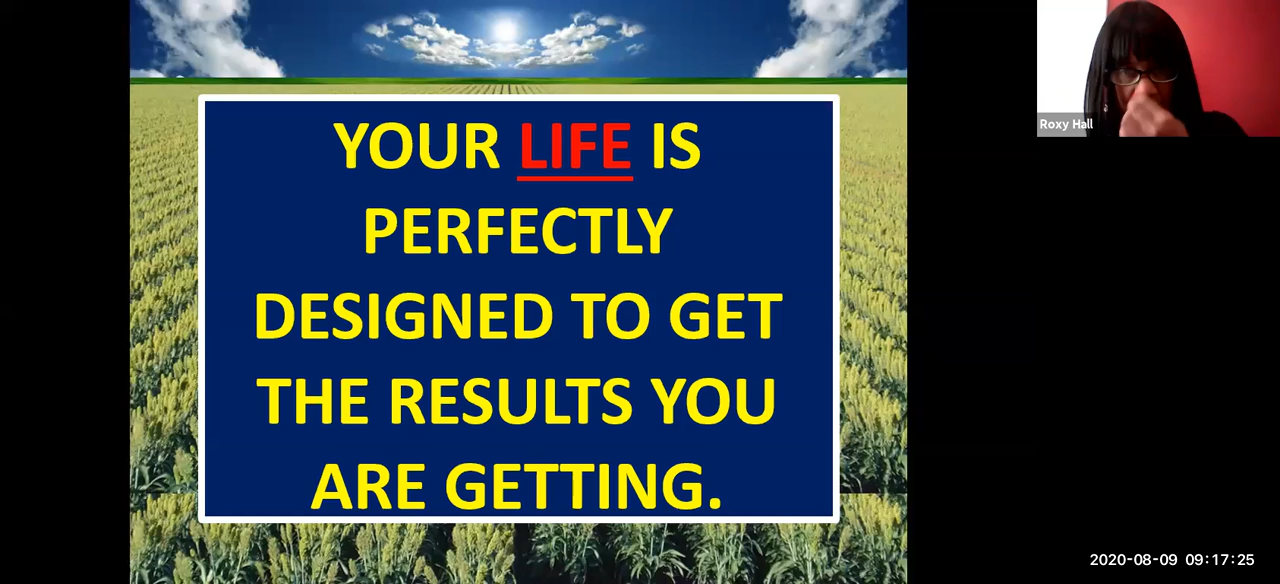 YOUR LIFE IS
PERFECTLY
DESIGNED TO GET
THE RESULTS YOU
ARE GETTING.
Roxy Hall
2020-08-09 09:17:25